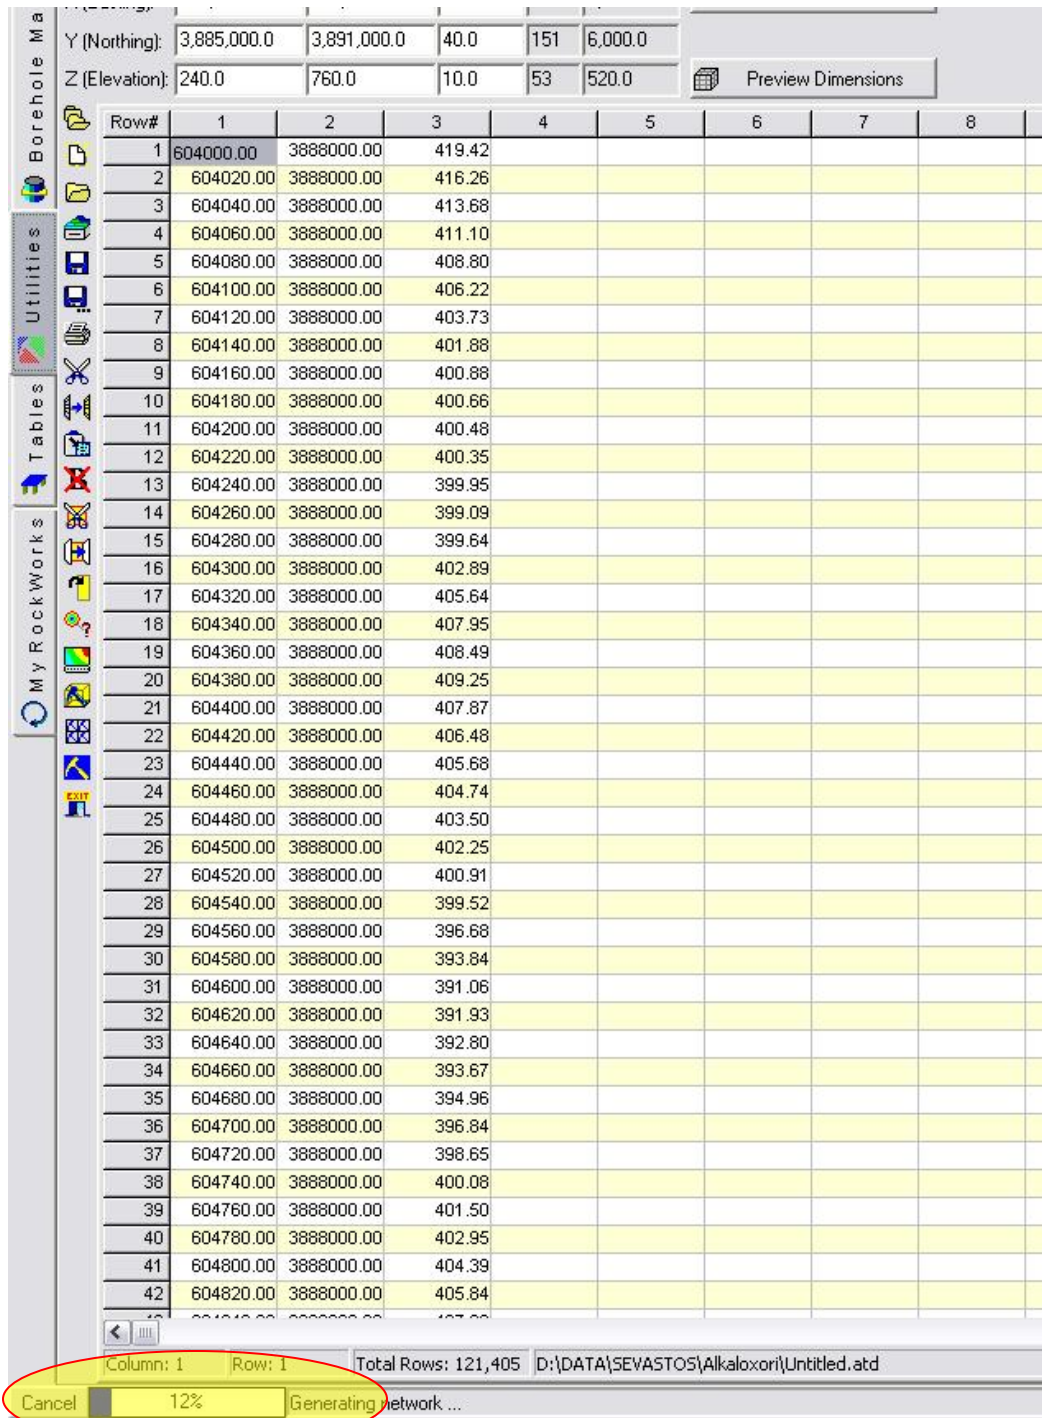 Y (Northing): 3,885,000.0 3,891,000.0 40.0 151 6,000.0
Z (Elevation): 240.0 760.0 10.0 53 520.0 Preview Dimensions
Borehole Ma
Utilities
Tables
My RockWorks
EXIT
Row# 1 2 3 4 5 6 7 8
1 604000.00 3888000.00 419.42
2 604020.00 3888000.00 416.26
3 604040.00 3888000.00 413.68
4 604060.00 3888000.00 411.10
5 604080.00 3888000.00 408.80
6 604100.00 3888000.00 406.22
7 604120.00 3888000.00 403.73
8 604140.00 3888000.00 401.88
9 604160.00 3888000.00 400.88
10 604180.00 3888000.00 400.66
11 604200.00 3888000.00 400.48
12 604220.00 3888000.00 400.35
13 604240.00 3888000.00 399.95
14 604260.00 3888000.00 399.09
15 604280.00 3888000.00 399.64
16 604300.00 3888000.00 402.89
17 604320.00 3888000.00 405.64
18 604340.00 3888000.00 407.95
19 604360.00 3888000.00 408.49
20 604380.00 3888000.00 409.25
21 604400.00 3888000.00 407.87
22 604420.00 3888000.00 406.48
23 604440.00 3888000.00 405.68
24 604460.00 3888000.00 404.74
25 604480.00 3888000.00 403.50
26 604500.00 3888000.00 402.25
27 604520.00 3888000.00 400.91
28 604540.00 3888000.00 399.52
29 604560.00 3888000.00 396.68
30 604580.00 3888000.00 393.84
31 604600.00 3888000.00 391.06
32 604620.00 3888000.00 391.93
33 604640.00 3888000.00 392.80
34 604660.00 3888000.00 393.67
35 604680.00 3888000.00 394.96
36 604700.00 3888000.00 396.84
37 604720.00 3888000.00 398.65
38 604740.00 3888000.00 400.08
39 604760.00 3888000.00 401.50
40 604780.00 3888000.00 402.95
41 604800.00 3888000.00 404.39
42 604820.00 3888000.00 405.84
Column: 1 Row: 1 Total Rows: 121,405 D:\DATA\SEVASTOS\Alkaloxori\Untitled.atd
Cancel 12% Generating network ...